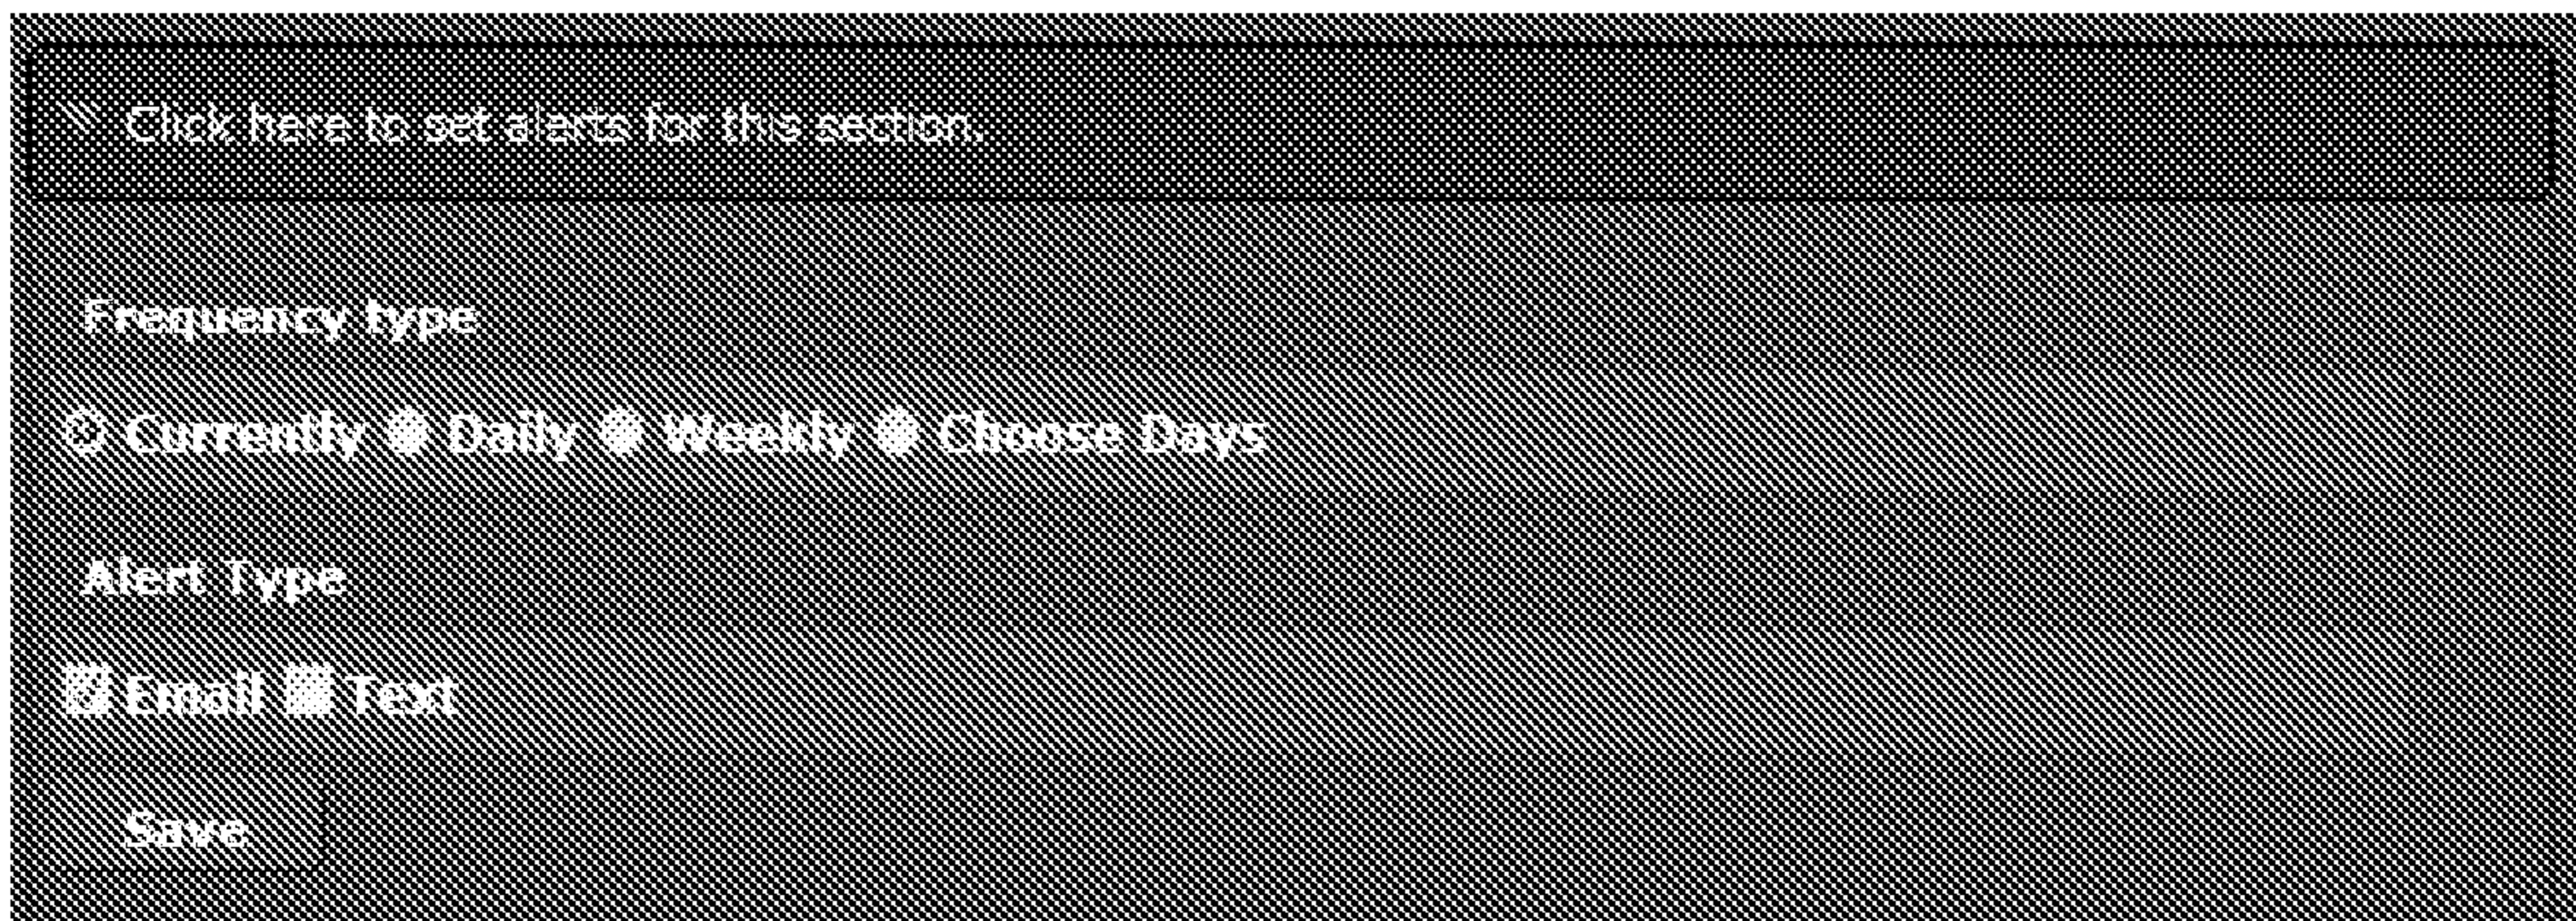 Click here to set alerts for this section.
Frequency type
Currently Daily Weekly Choose Days
Alert Type
Email Text
Save